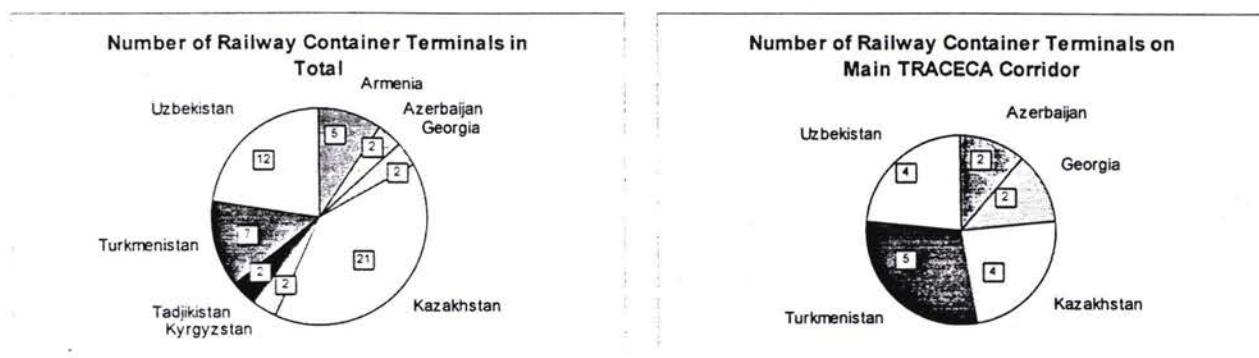 Number of Railway Container Terminals in
Total
Armenia
Azerbaijan
Georgia
Uzbekistan
5
2
2
12
7
2
2
21
Turkmenistan
Tadjikistan
Kyrgyzstan
Kazakhstan
Number of Railway Container Terminals on
Main TRACECA Corridor
Azerbaijan
Uzbekistan
Georgia
4
2
2
5
4
Turkmenistan
Kazakhstan